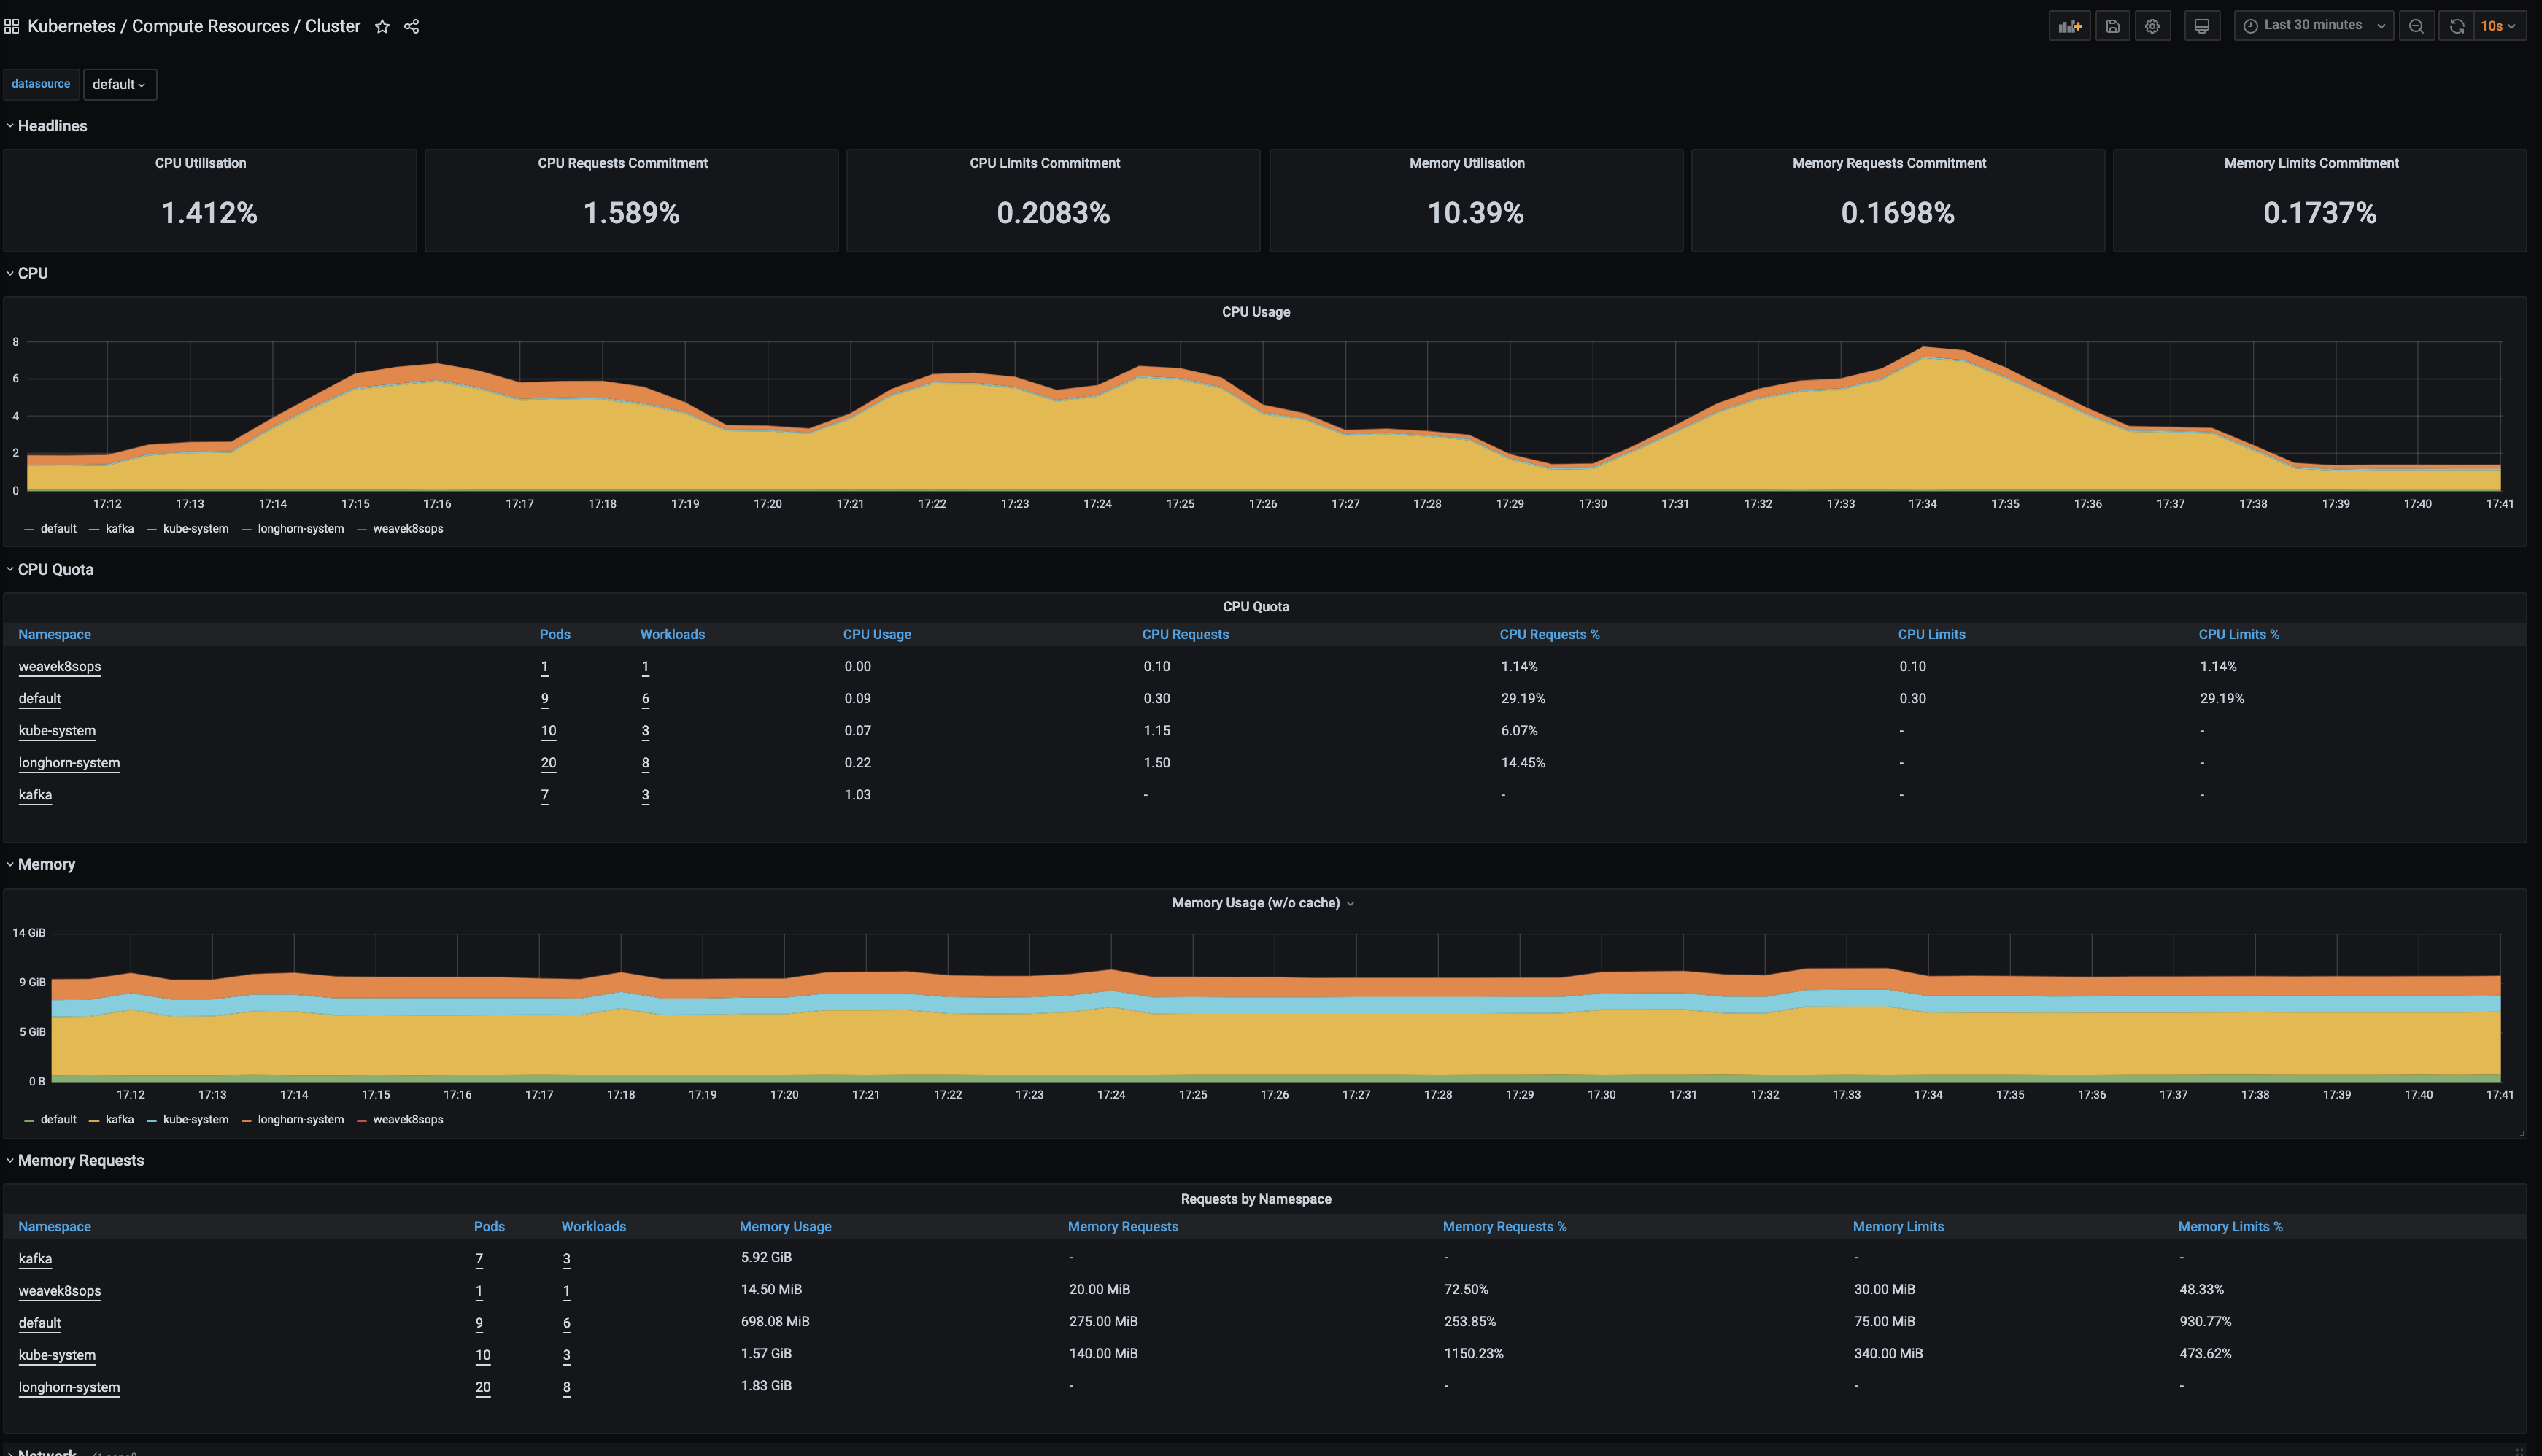 Kubernetes / Compute Resources / Cluster
Last 30 minutes
10s
datasource default
Headlines
CPU Utilisation CPU Requests Commitment CPU Limits Commitment Memory Utilisation Memory Requests Commitment Memory Limits Commitment
1.412% 1.589% 0.2083% 10.39% 0.1698% 0.1737%
CPU
CPU Usage
8
6
4
2
0
17:12 17:13 17:14 17:15 17:16 17:17 17:18 17:19 17:20 17:21 17:22 17:23 17:24 17:25 17:26 17:27 17:28 17:29 17:30 17:31 17:32 17:33 17:34 17:35 17:36 17:37 17:38 17:39 17:40 17:41
default kafka kube-system longhorn-system weavek8sops
CPU Quota
CPU Quota
Namespace Pods Workloads CPU Usage CPU Requests CPU Requests % CPU Limits CPU Limits %
weavek8sops 1 1 0.00 0.10 1.14% 0.10 1.14%
default 9 6 0.09 0.30 29.19% 0.30 29.19%
kube-system 10 3 0.07 1.15 6.07% - -
longhorn-system 20 8 0.22 1.50 14.45% - -
kafka 7 3 1.03 - - - -
Memory
Memory Usage (w/o cache)
14 GiB
9 GiB
5 GiB
0 B
17:12 17:13 17:14 17:15 17:16 17:17 17:18 17:19 17:20 17:21 17:22 17:23 17:24 17:25 17:26 17:27 17:28 17:29 17:30 17:31 17:32 17:33 17:34 17:35 17:36 17:37 17:38 17:39 17:40 17:41
default kafka kube-system longhorn-system weavek8sops
Memory Requests
Requests by Namespace
Namespace Pods Workloads Memory Usage Memory Requests Memory Requests % Memory Limits Memory Limits %
kafka 7 3 5.92 GiB - - - -
weavek8sops 1 1 14.50 MiB 20.00 MiB 72.50% 30.00 MiB 48.33%
default 9 6 698.08 MiB 275.00 MiB 253.85% 75.00 MiB 930.77%
kube-system 10 3 1.57 GiB 140.00 MiB 1150.23% 340.00 MiB 473.62%
longhorn-system 20 8 1.83 GiB - - - -
Network